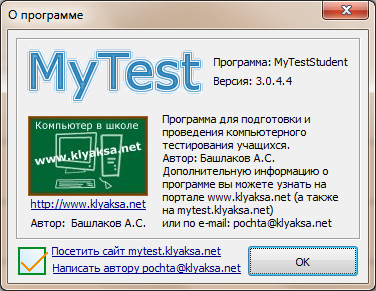 О программе
MyTest
Программа: MyTestStudent
Версия: 3.0.4.4
Компьютер в школе
www.klyaksa.net
http://www.klyaksa.net
Автор: Башлаков А.С.
Программа для подготовки и
проведения компьютерного
тестирования учащихся.
Автор: Башлаков А.С.
Дополнительную информацию о
программе вы можете узнать на
портале www.klyaksa.net (а также
на mytest.klyaksa.net)
или по e-mail: pochta@klyaksa.net
Посетить сайт mytest.klyaksa.net
Написать автору pochta@klyaksa.net
OK